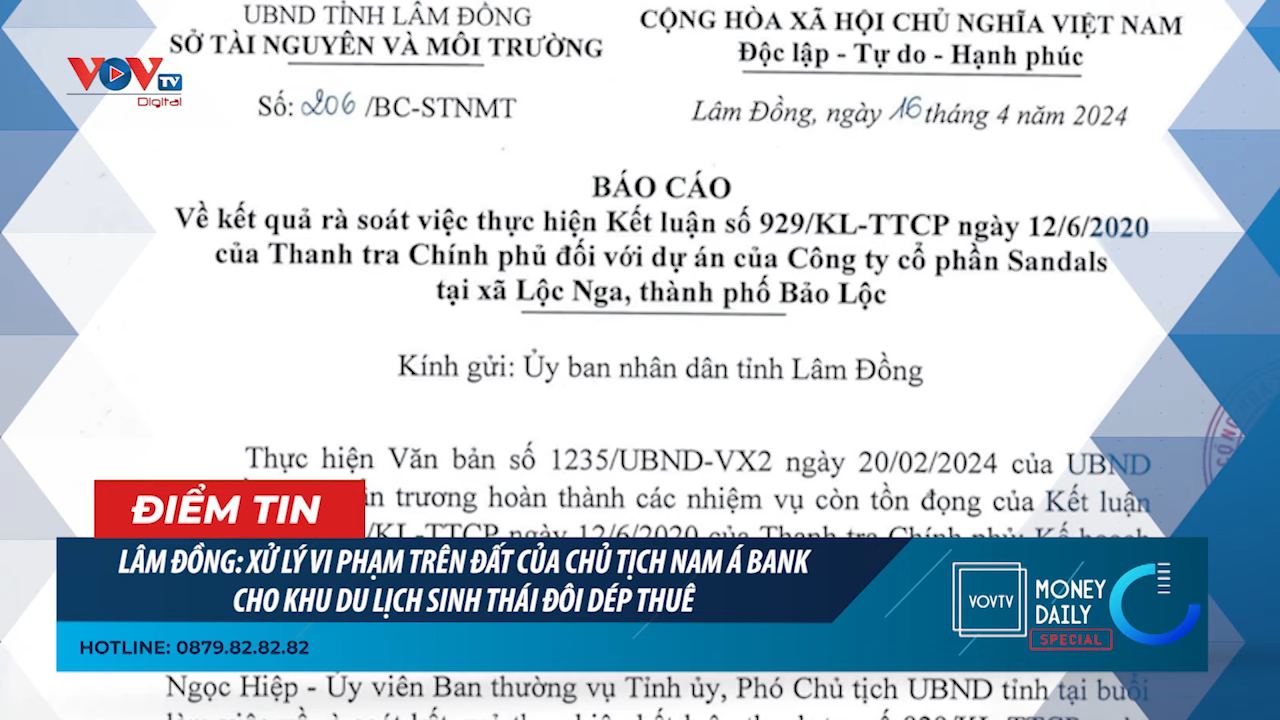 UBND TỈNH LÂM ĐỒNG
SỞ TÀI NGUYÊN VÀ MÔI TRƯỜNG
CỘNG HÒA XÃ HỘI CHỦ NGHĨA VIỆT NAM
Độc lập - Tự do - Hạnh phúc
VOVTV
Digital
Số: 206 /BC-STNMT
Lâm Đồng, ngày 16 tháng 4 năm 2024
BÁO CÁO
Về kết quả rà soát việc thực hiện Kết luận số 929/KL-TTCP ngày 12/6/2020
của Thanh tra Chính phủ đối với dự án của Công ty cổ phần Sandals
tại xã Lộc Nga, thành phố Bảo Lộc
Kính gửi: Ủy ban nhân dân tỉnh Lâm Đồng
Thực hiện Văn bản số 1235/UBND-VX2 ngày 20/02/2024 của UBND
trương hoàn thành các nhiệm vụ còn tồn đọng của Kết luận
/KL-TTCP ngày 12/6/2020 của Thanh tra Chính phủ; Kế hoạch
ĐIỂM TIN
LÂM ĐỒNG: XỬ LÝ VI PHẠM TRÊN ĐẤT CỦA CHỦ TỊCH NAM Á BANK
CHO KHU DU LỊCH SINH THÁI ĐÔI DÉP THUÊ
HOTLINE: 0879.82.82.82
VOVTV
MONEY
DAILY
SPECIAL
Ngọc Hiệp - Ủy viên Ban thường vụ Tỉnh ủy, Phó Chủ tịch UBND tỉnh tại buổi